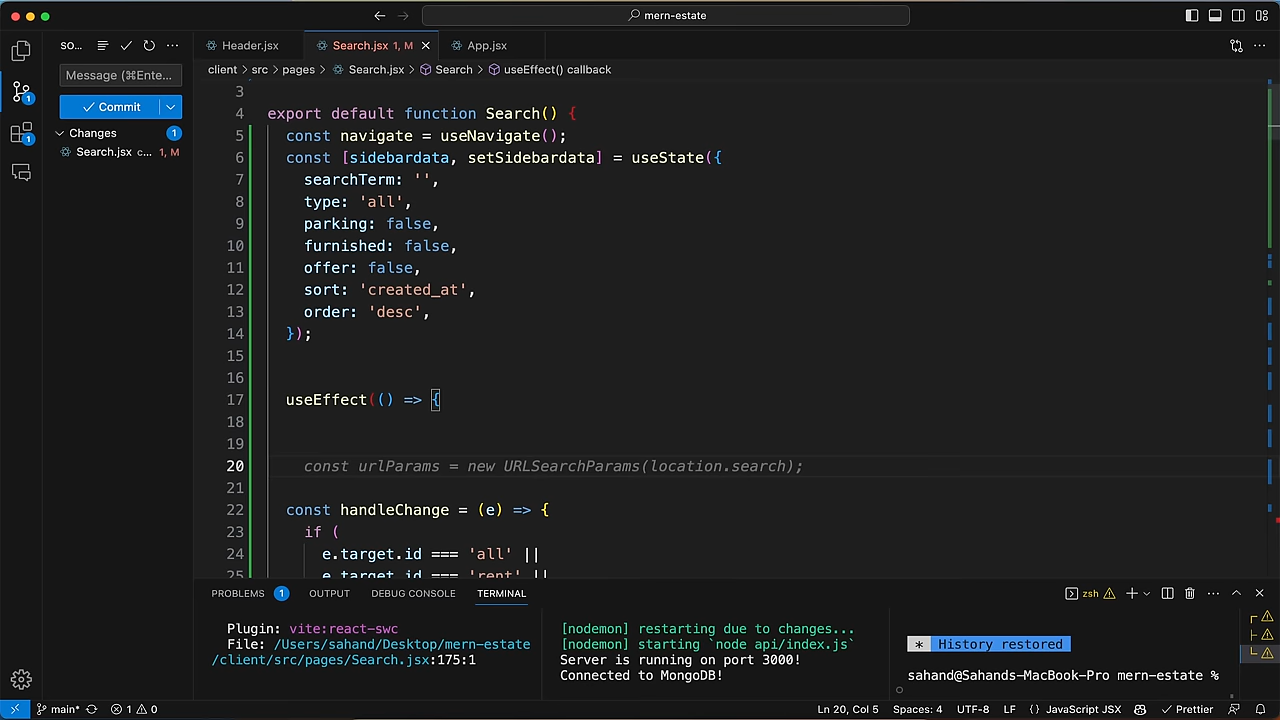 mern-estate
SO...
Header.jsx
Search.jsx 1, M
App.jsx
client > src > pages > Search.jsx > Search > useEffect() callback
Message (⌘Ente...
Commit
Changes 1
Search.jsx c... 1, M
1
1
3
4 export default function Search() {
5 const navigate = useNavigate();
6 const [sidebardata, setSidebardata] = useState({
7 searchTerm: '',
8 type: 'all',
9 parking: false,
10 furnished: false,
11 offer: false,
12 sort: 'created_at',
13 order: 'desc',
14 });
15
16
17 useEffect(() => {
18
19
20 const urlParams = new URLSearchParams(location.search);
21
22 const handleChange = (e) => {
23 if (
24 e.target.id === 'all' ||
25 e.target.id === 'rent' ||
PROBLEMS 1 OUTPUT DEBUG CONSOLE TERMINAL
zsh
Plugin: vite:react-swc
File: /Users/sahand/Desktop/mern-estate
/client/src/pages/Search.jsx:175:1
[nodemon] restarting due to changes...
[nodemon] starting `node api/index.js`
Server is running on port 3000!
Connected to MongoDB!
* History restored
sahand@Sahands-MacBook-Pro mern-estate %
main* 1 0
Ln 20, Col 5 Spaces: 4 UTF-8 LF {} JavaScript JSX Prettier